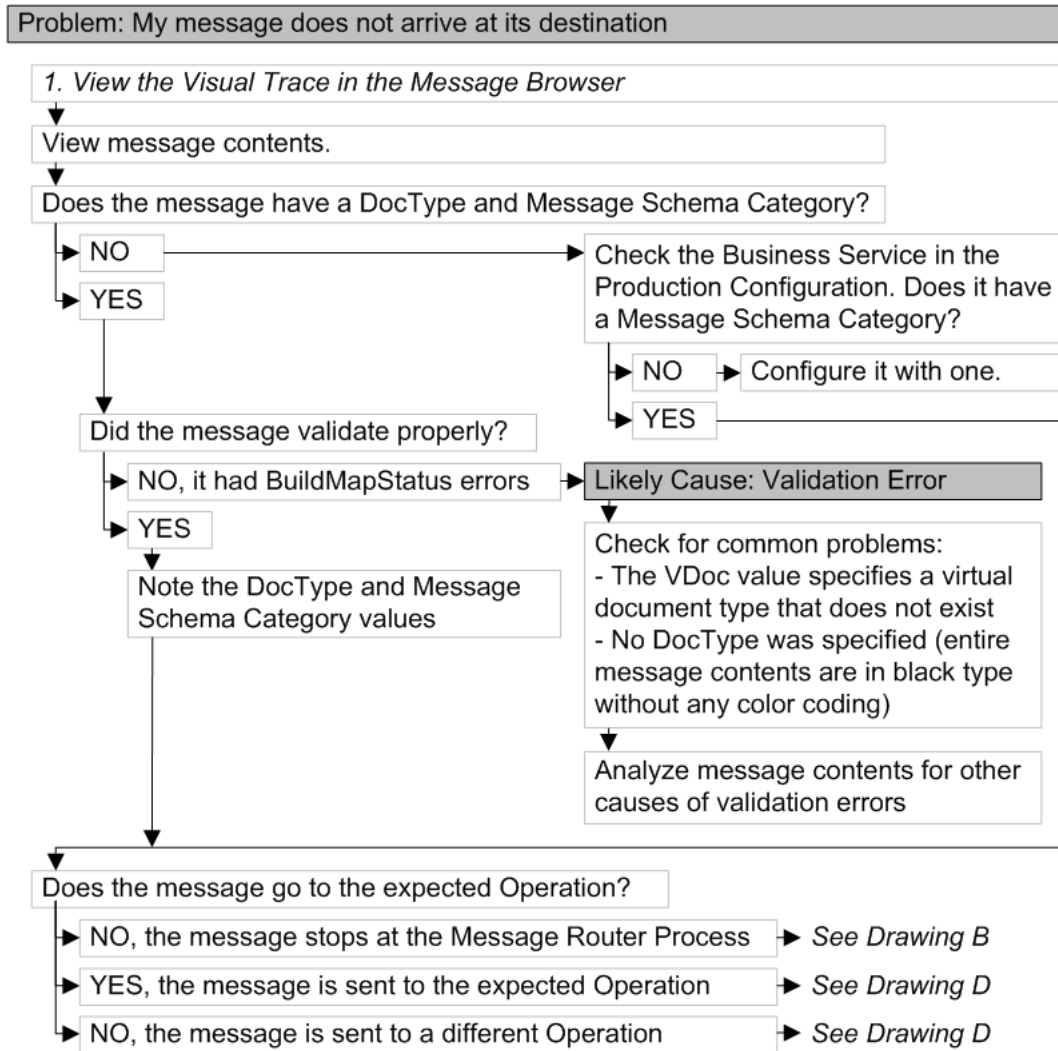 Problem: My message does not arrive at its destination
1. View the Visual Trace in the Message Browser
View message contents.
Does the message have a DocType and Message Schema Category?
NO
YES
Check the Business Service in the
Production Configuration. Does it have
a Message Schema Category?
NO
Configure it with one.
YES
Did the message validate properly?
NO, it had BuildMapStatus errors
Likely Cause: Validation Error
YES
Check for common problems:
- The VDoc value specifies a virtual
document type that does not exist
- No DocType was specified (entire
message contents are in black type
without any color coding)
Note the DocType and Message
Schema Category values
Analyze message contents for other
causes of validation errors
Does the message go to the expected Operation?
NO, the message stops at the Message Router Process
See Drawing B
YES, the message is sent to the expected Operation
See Drawing D
NO, the message is sent to a different Operation
See Drawing D